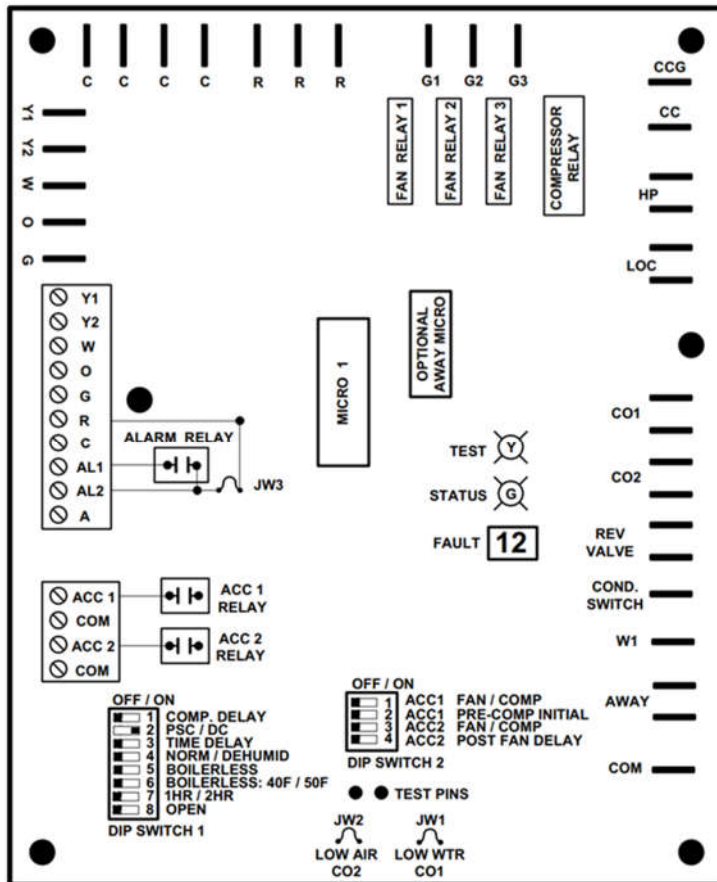 C C C C R R R G1 G2 G3
CCG
CC
HP
LOC
Y1
Y2
W
O
G
FAN RELAY 1
FAN RELAY 2
FAN RELAY 3
COMPRESSOR
RELAY
Y1
Y2
W
O
G
R
C
AL1
AL2
A
ALARM RELAY
JW3
MICRO 1
OPTIONAL
AWAY MICRO
TEST Y
STATUS G
FAULT 12
CO1
CO2
REV
VALVE
COND.
SWITCH
W1
AWAY
COM
ACC 1
COM
ACC 2
COM
ACC 1
RELAY
ACC 2
RELAY
OFF / ON
1 COMP. DELAY
2 PSC / DC
3 TIME DELAY
4 NORM / DEHUMID
5 BOILERLESS
6 BOILERLESS: 40F / 50F
7 1HR / 2HR
8 OPEN
DIP SWITCH 1
OFF / ON
1 ACC1 FAN / COMP
2 ACC1 PRE-COMP INITIAL
3 ACC2 FAN / COMP
4 ACC2 POST FAN DELAY
DIP SWITCH 2
TEST PINS
JW2
LOW AIR
CO2
JW1
LOW WTR
CO1